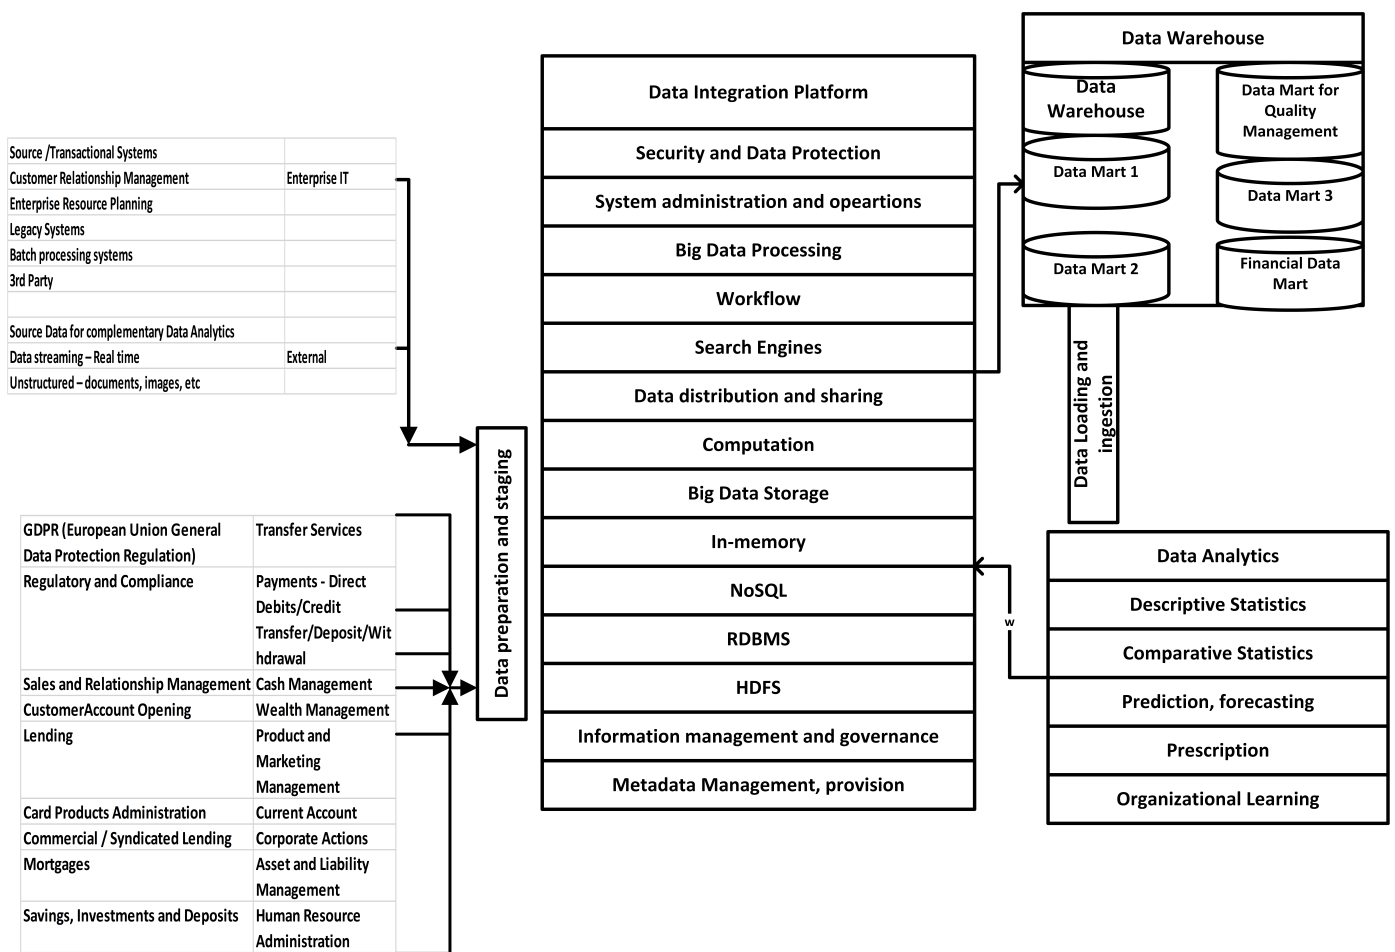 Source /Transactional Systems
Customer Relationship Management Enterprise IT
Enterprise Resource Planning
Legacy Systems
Batch processing systems
3rd Party
Source Data for complementary Data Analytics
Data streaming – Real time External
Unstructured – documents, images, etc
GDPR (European Union General Transfer Services
Data Protection Regulation)
Regulatory and Compliance Payments - Direct
Debits/Credit
Transfer/Deposit/Wit
hdrawal
Sales and Relationship Management Cash Management
CustomerAccount Opening Wealth Management
Lending Product and
Marketing
Management
Card Products Administration Current Account
Commercial / Syndicated Lending Corporate Actions
Mortgages Asset and Liability
Management
Savings, Investments and Deposits Human Resource
Administration
Data preparation and staging
Data Integration Platform
Security and Data Protection
System administration and opeartions
Big Data Processing
Workflow
Search Engines
Data distribution and sharing
Computation
Big Data Storage
In-memory
NoSQL
RDBMS
HDFS
Information management and governance
Metadata Management, provision
Data Warehouse
Data
Warehouse
Data Mart 1
Data Mart 2
Data Mart for
Quality
Management
Data Mart 3
Financial Data
Mart
Data Loading and
ingestion
w
Data Analytics
Descriptive Statistics
Comparative Statistics
Prediction, forecasting
Prescription
Organizational Learning